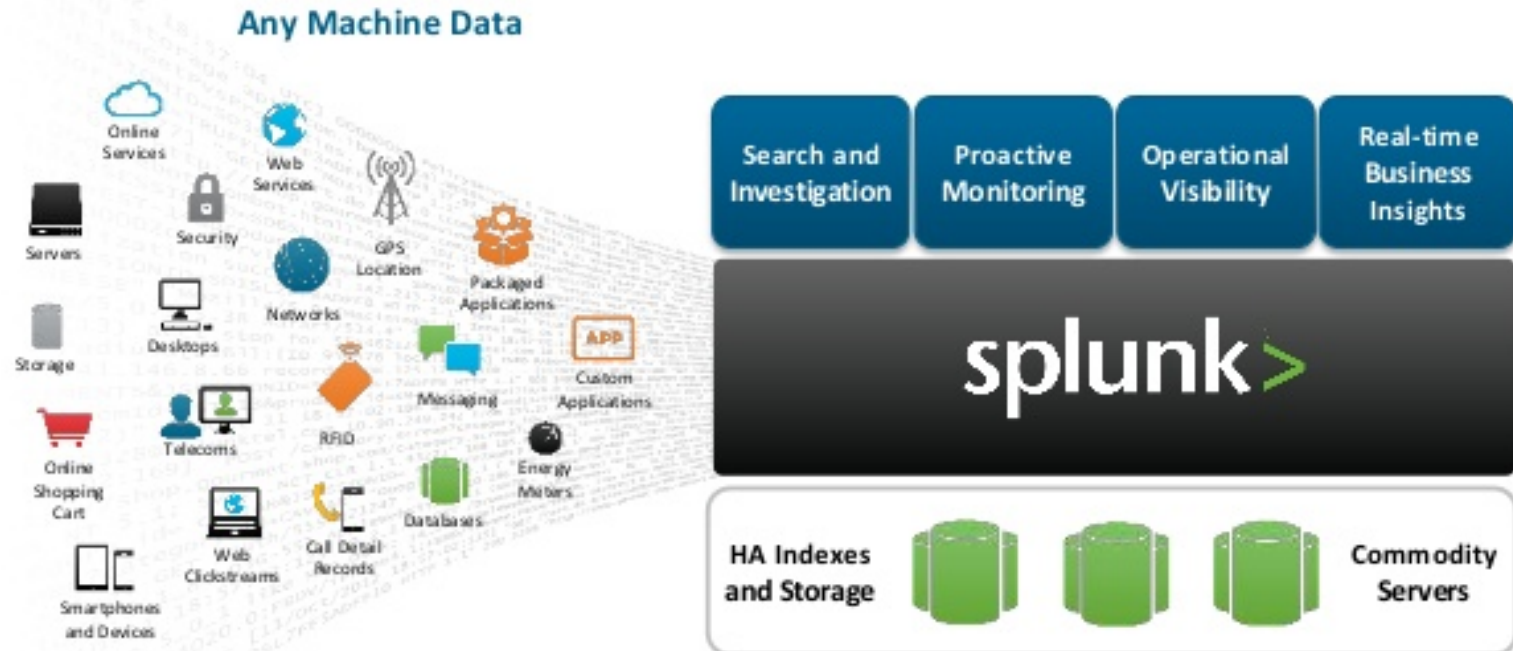 Any Machine Data
Online
Services
Web
Services
Servers
Security
GPS
Location
Packaged
Applications
Networks
Storage
Desktops
APP
Custom
Applications
Messaging
Telecoms
RFID
Online
Shopping
Cart
Energy
Meters
Databases
Web
Clickstreams
Call Detail
Records
Smartphones
and Devices
Search and
Investigation
Proactive
Monitoring
Operational
Visibility
Real-time
Business
Insights
splunk>
HA Indexes
and Storage
Commodity
Servers